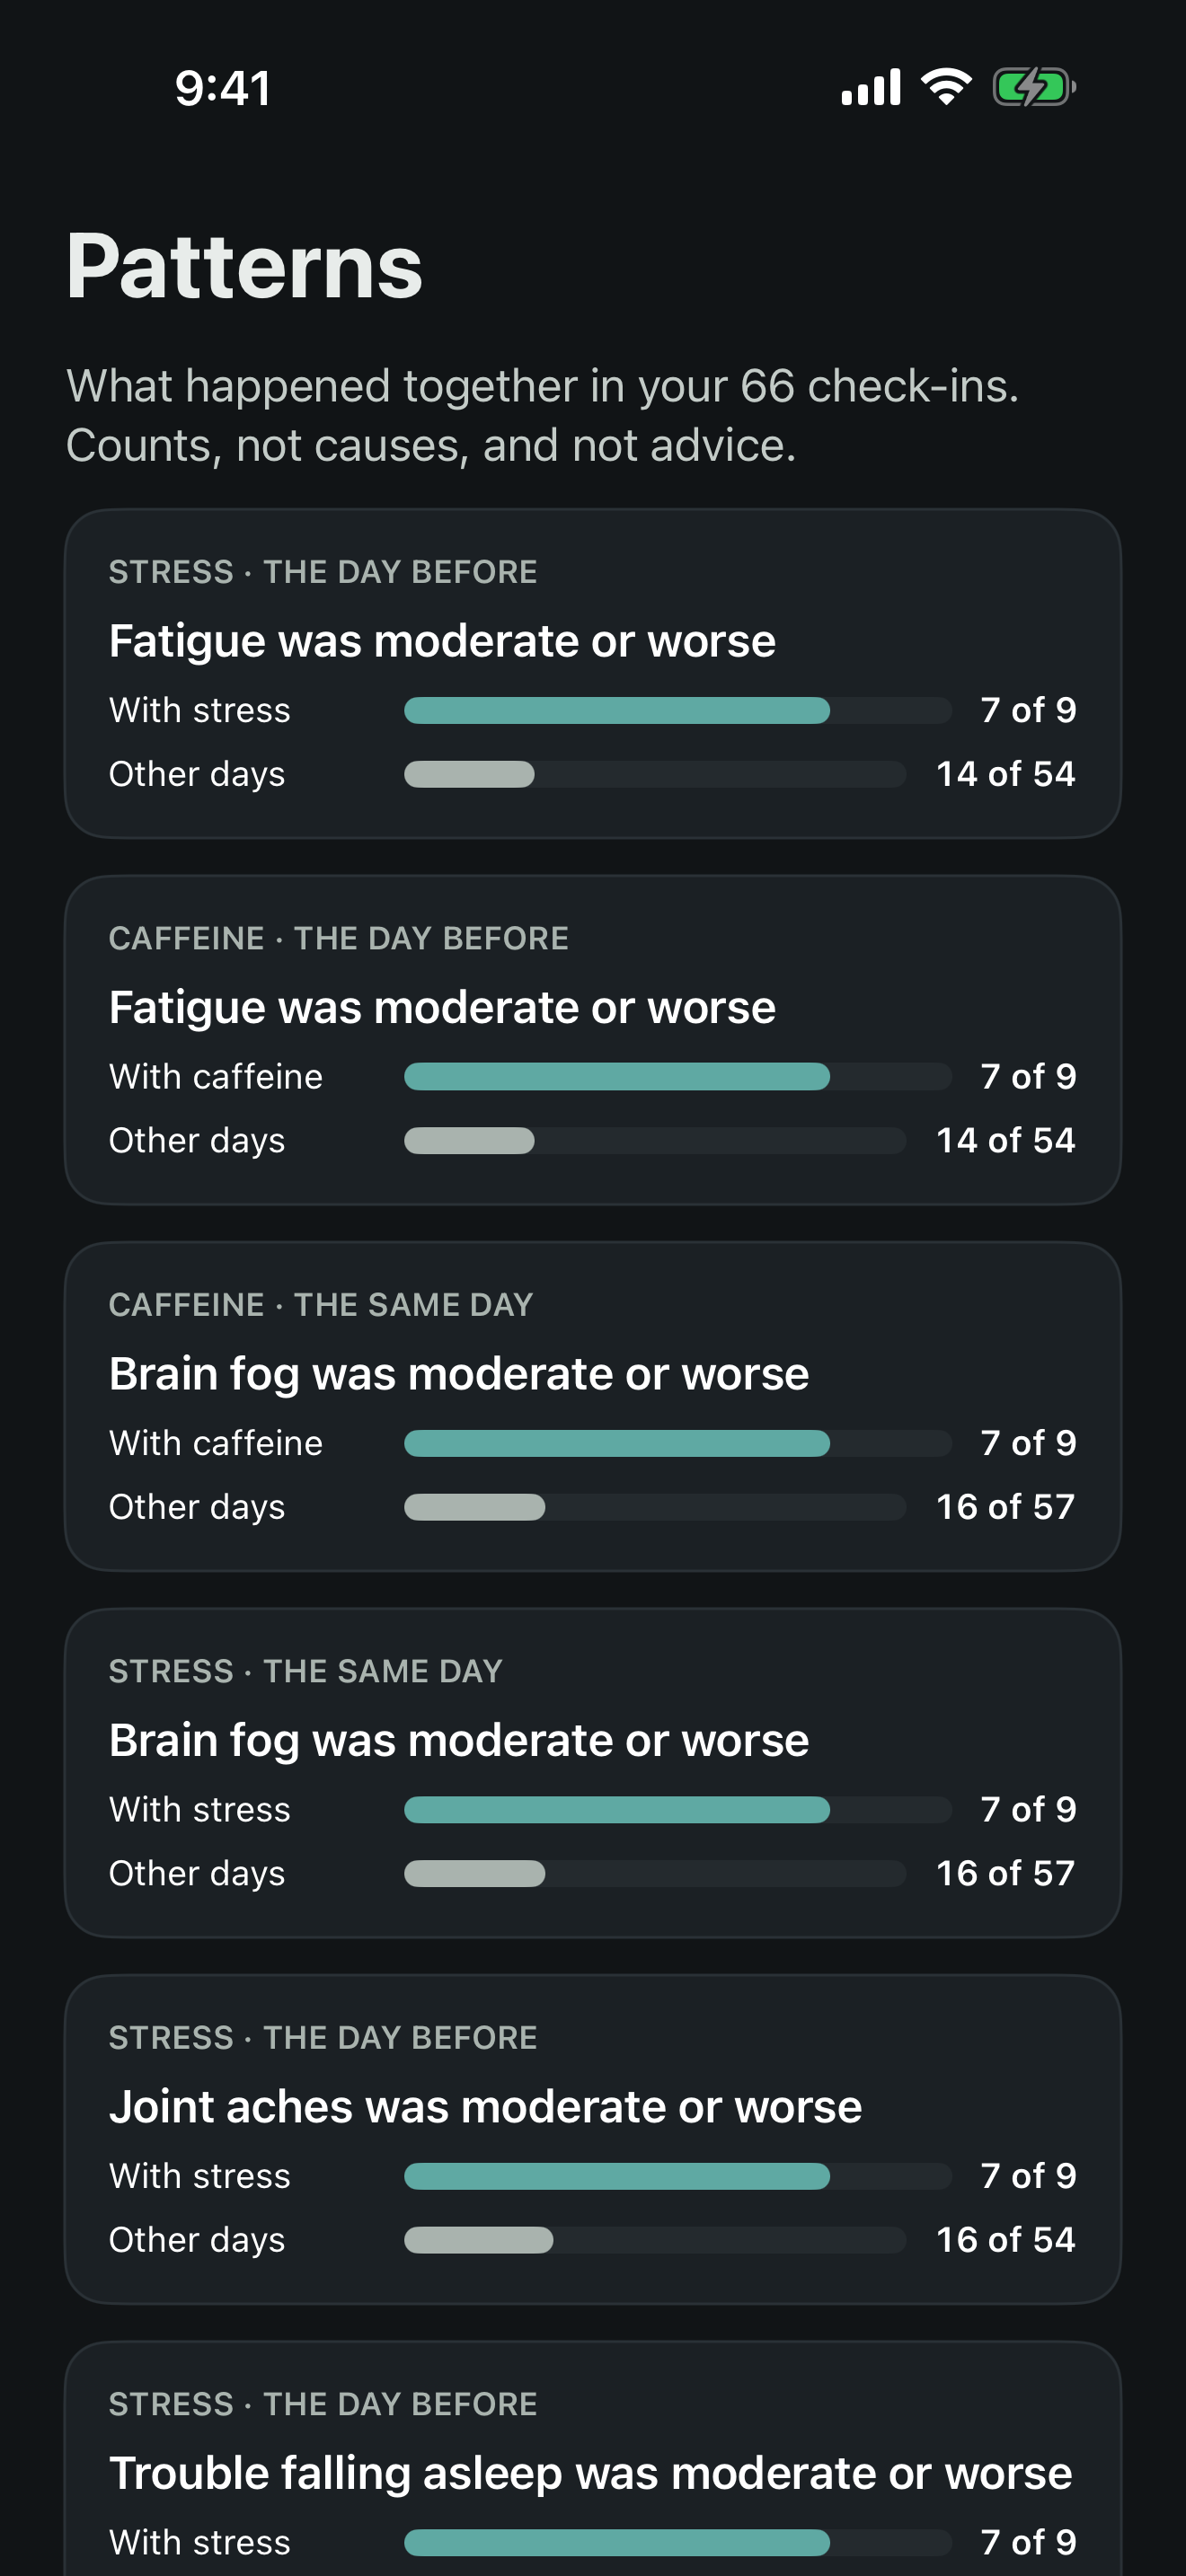 9:41
Patterns
What happened together in your 66 check-ins.
Counts, not causes, and not advice.
STRESS · THE DAY BEFORE
Fatigue was moderate or worse
With stress 7 of 9
Other days 14 of 54
CAFFEINE · THE DAY BEFORE
Fatigue was moderate or worse
With caffeine 7 of 9
Other days 14 of 54
CAFFEINE · THE SAME DAY
Brain fog was moderate or worse
With caffeine 7 of 9
Other days 16 of 57
STRESS · THE SAME DAY
Brain fog was moderate or worse
With stress 7 of 9
Other days 16 of 57
STRESS · THE DAY BEFORE
Joint aches was moderate or worse
With stress 7 of 9
Other days 16 of 54
STRESS · THE DAY BEFORE
Trouble falling asleep was moderate or worse
With stress 7 of 9